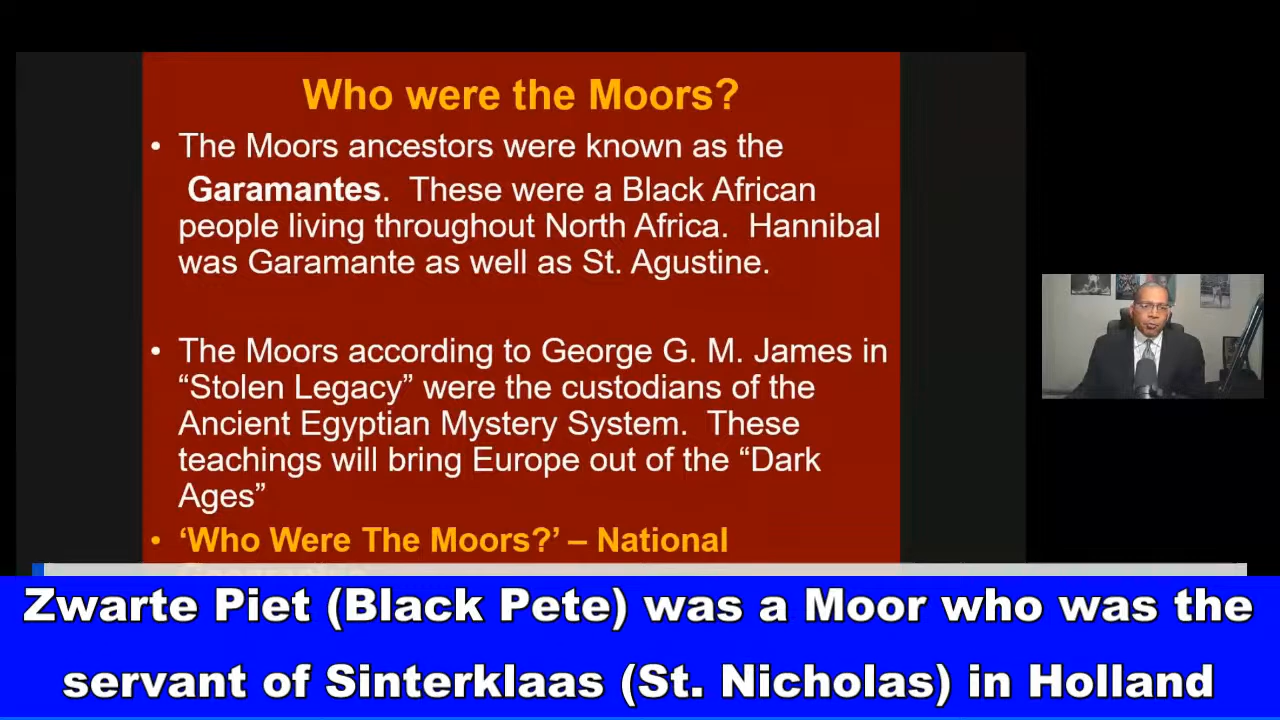 Who were the Moors?
• The Moors ancestors were known as the
Garamantes. These were a Black African
people living throughout North Africa. Hannibal
was Garamante as well as St. Agustine.
• The Moors according to George G. M. James in
“Stolen Legacy” were the custodians of the
Ancient Egyptian Mystery System. These
teachings will bring Europe out of the “Dark
Ages”
• ‘Who Were The Moors?’ – National
Zwarte Piet (Black Pete) was a Moor who was the
servant of Sinterklaas (St. Nicholas) in Holland